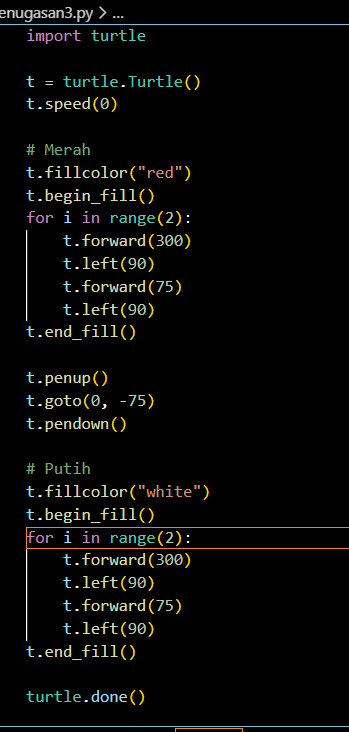 enugasan3.py > ...
import turtle
t = turtle.Turtle()
t.speed(0)
# Merah
t.fillcolor("red")
t.begin_fill()
for i in range(2):
    t.forward(300)
    t.left(90)
    t.forward(75)
    t.left(90)
t.end_fill()
t.penup()
t.goto(0, -75)
t.pendown()
# Putih
t.fillcolor("white")
t.begin_fill()
for i in range(2):
    t.forward(300)
    t.left(90)
    t.forward(75)
    t.left(90)
t.end_fill()
turtle.done()